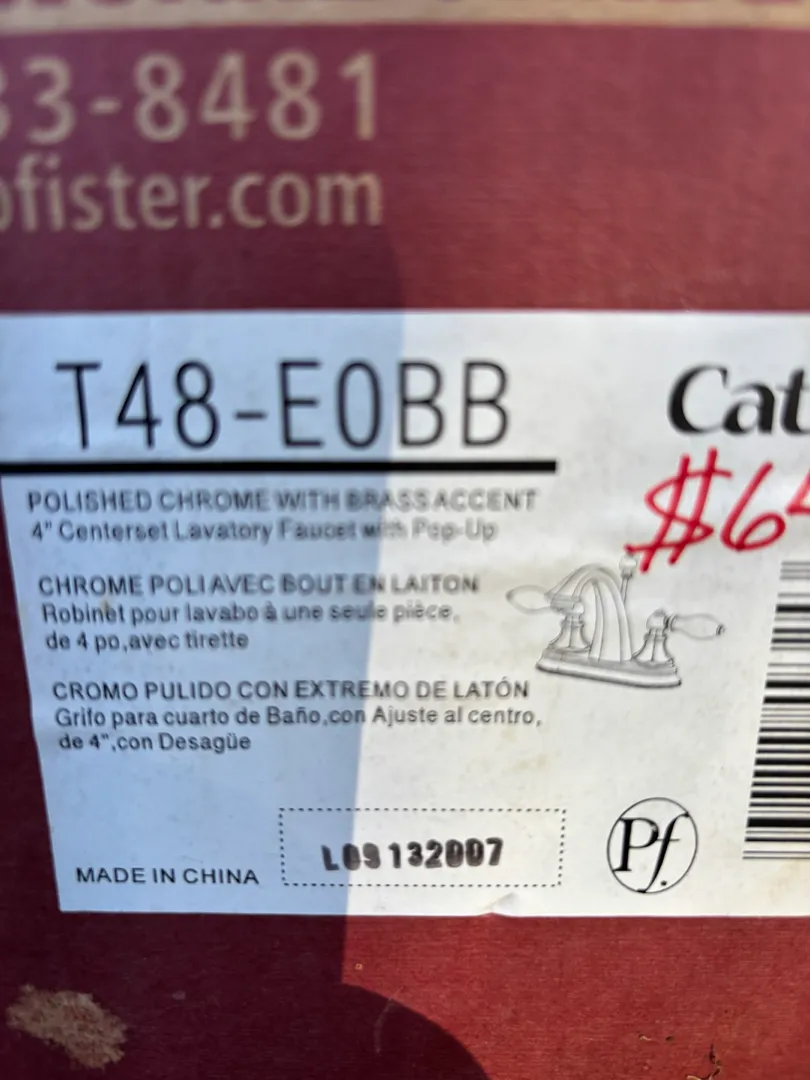 33-8481
pfister.com
T48-E0BB
Cat
$64
POLISHED CHROME WITH BRASS ACCENT
4" Centerset Lavatory Faucet with Pop-Up
CHROME POLI AVEC BOUT EN LAITON
Robinet pour lavabo à une seule pièce,
de 4 po,avec tirette
CROMO PULIDO CON EXTREMO DE LATÓN
Grifo para cuarto de Baño,con Ajuste al centro,
de 4",con Desagüe
MADE IN CHINA
L09132007
Pf.